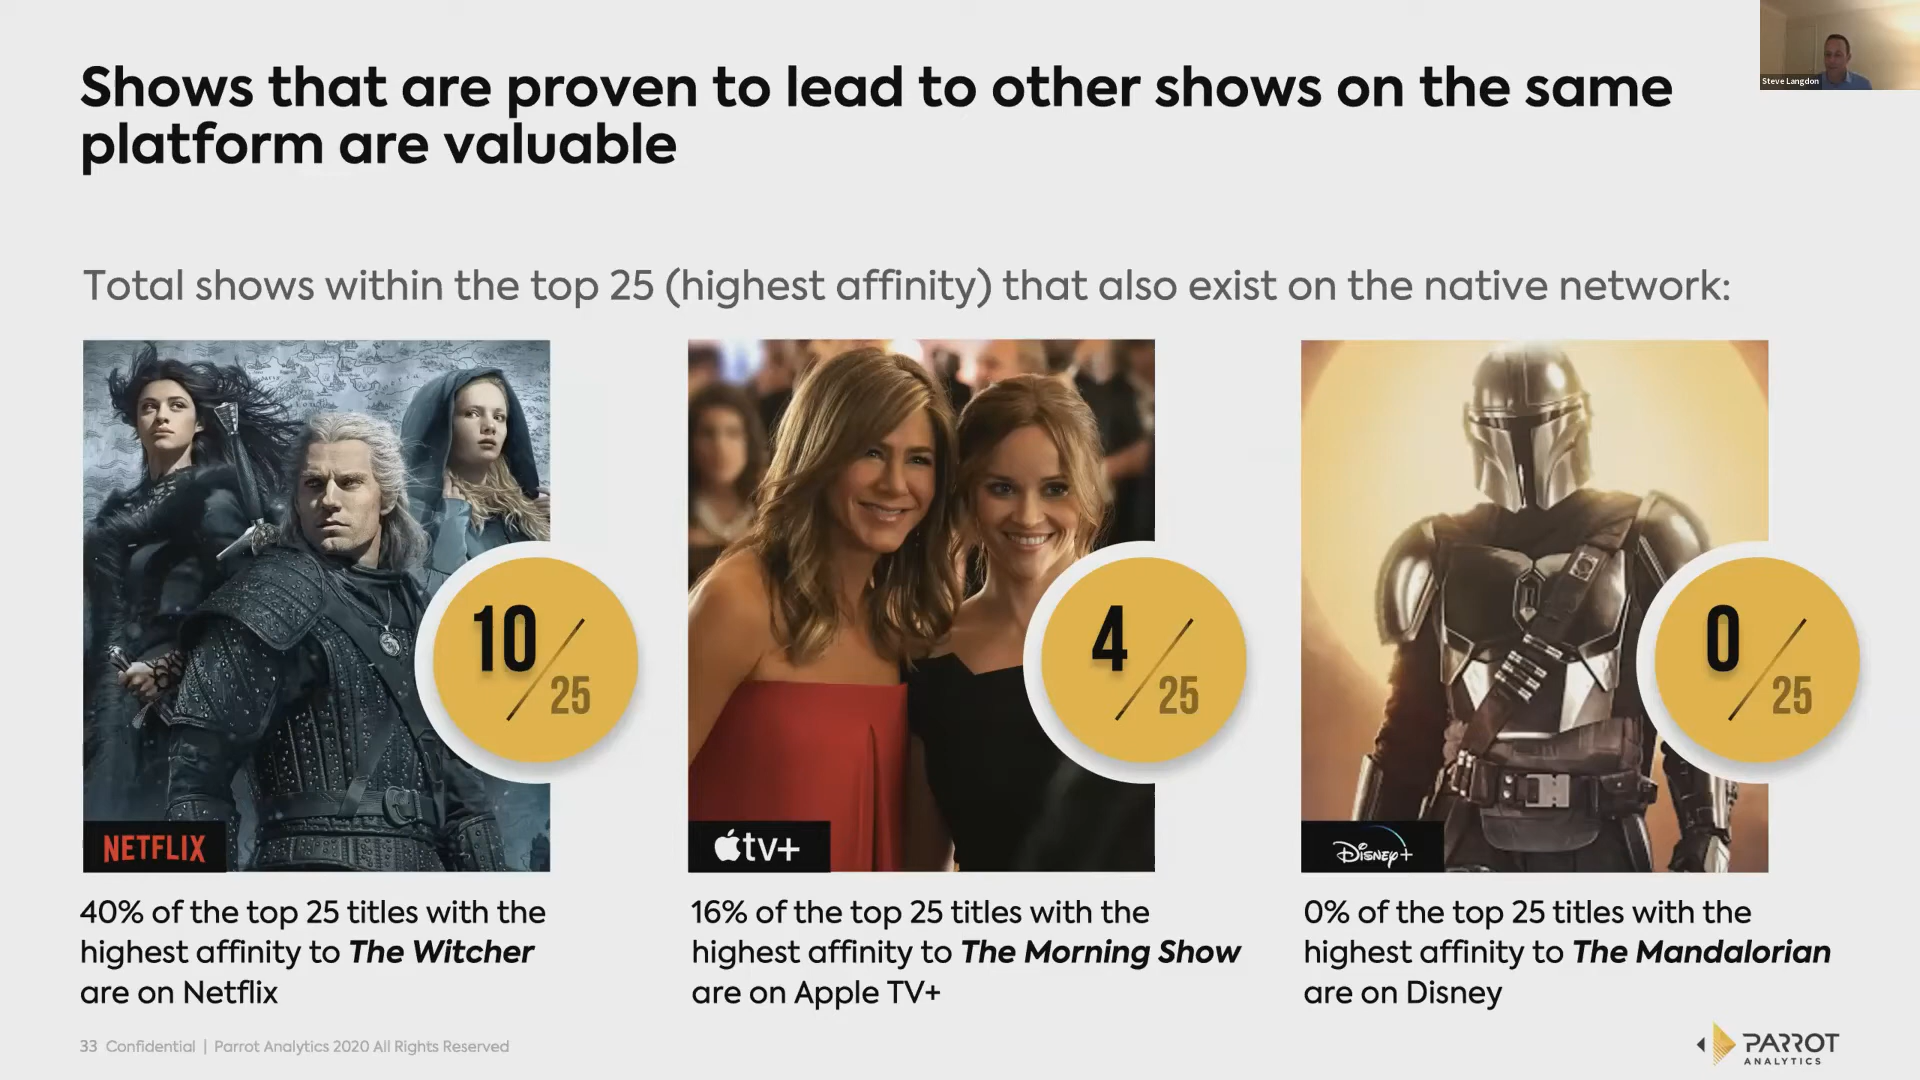 Shows that are proven to lead to other shows on the same
platform are valuable
Steve Langdon
Total shows within the top 25 (highest affinity) that also exist on the native network:
10/25
4/25
0/25
NETFLIX
tv+
Disney+
40% of the top 25 titles with the
highest affinity to The Witcher
are on Netflix
16% of the top 25 titles with the
highest affinity to The Morning Show
are on Apple TV+
0% of the top 25 titles with the
highest affinity to The Mandalorian
are on Disney
33 Confidential | Parrot Analytics 2020 All Rights Reserved
PARROT
ANALYTICS